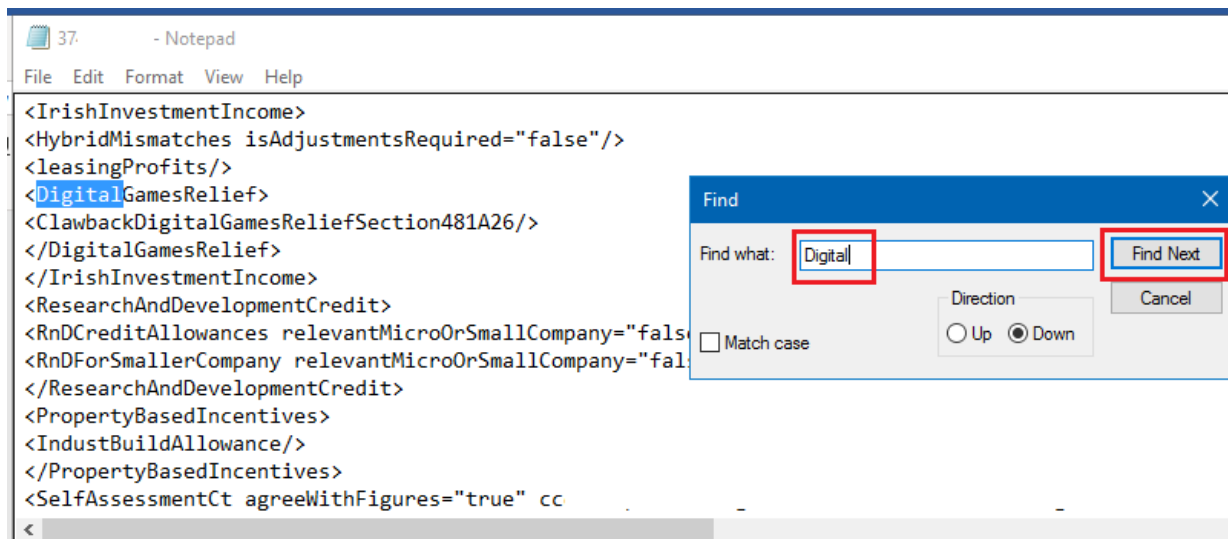 37. - Notepad
File Edit Format View Help
<IrishInvestmentIncome>
<HybridMismatches isAdjustmentsRequired="false"/>
<leasingProfits/>
<DigitalGamesRelief>
<ClawbackDigitalGamesReliefSection481A26/>
</DigitalGamesRelief>
</IrishInvestmentIncome>
<ResearchAndDevelopmentCredit>
<RnDCreditAllowances relevantMicroOrSmallCompany="fals
<RnDForSmallerCompany relevantMicroOrSmallCompany="fal
</ResearchAndDevelopmentCredit>
<PropertyBasedIncentives>
<IndustBuildAllowance/>
</PropertyBasedIncentives>
<SelfAssessmentCt agreeWithFigures="true" cc
Find
Find what: Digital Find Next
Direction Cancel
Match case Up Down